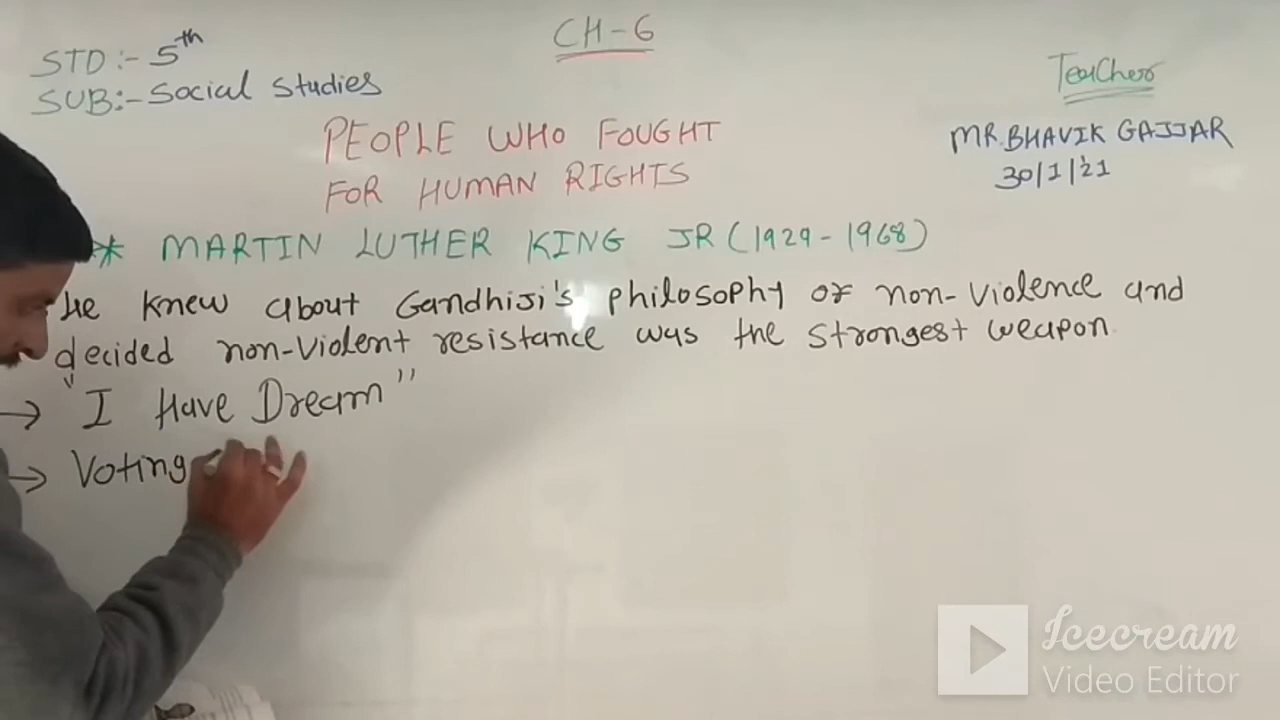 CH-6
STD:- 5th
SUB:- Social Studies
Teacher
MR. BHAVIK GAJJAR
30/1/21
PEOPLE WHO FOUGHT
FOR HUMAN RIGHTS
* MARTIN LUTHER KING JR (1929-1968)
He knew about Gandhiji's philosophy of non-violence and
decided non-violent resistance was the strongest weapon.
→ "I Have Dream"
→ Voting
Icecream
Video Editor